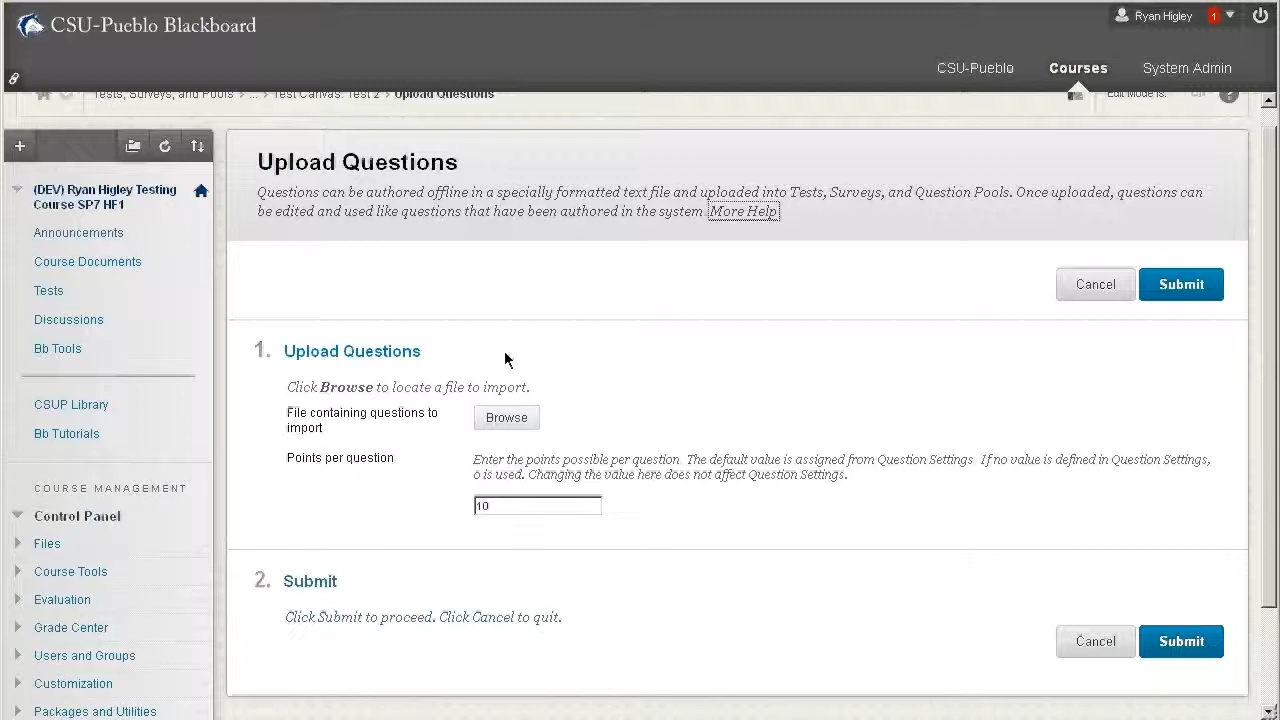 CSU-Pueblo Blackboard
Ryan Higley
1
CSU-Pueblo
Courses
System Admin
Tests, Surveys, and Pools > ... > Test Canvas: Test 2 > Upload Questions
Edit Mode is:
?
(DEV) Ryan Higley Testing
Course SP7 HF1
Announcements
Course Documents
Tests
Discussions
Bb Tools
CSUP Library
Bb Tutorials
COURSE MANAGEMENT
Control Panel
Files
Course Tools
Evaluation
Grade Center
Users and Groups
Customization
Packages and Utilities
Upload Questions
Questions can be authored offline in a specially formatted text file and uploaded into Tests, Surveys, and Question Pools. Once uploaded, questions can
be edited and used like questions that have been authored in the system More Help
Cancel
Submit
1. Upload Questions
Click Browse to locate a file to import.
File containing questions to
import
Browse
Points per question
Enter the points possible per question. The default value is assigned from Question Settings. If no value is defined in Question Settings,
0 is used. Changing the value here does not affect Question Settings.
10
2. Submit
Click Submit to proceed. Click Cancel to quit.
Cancel
Submit